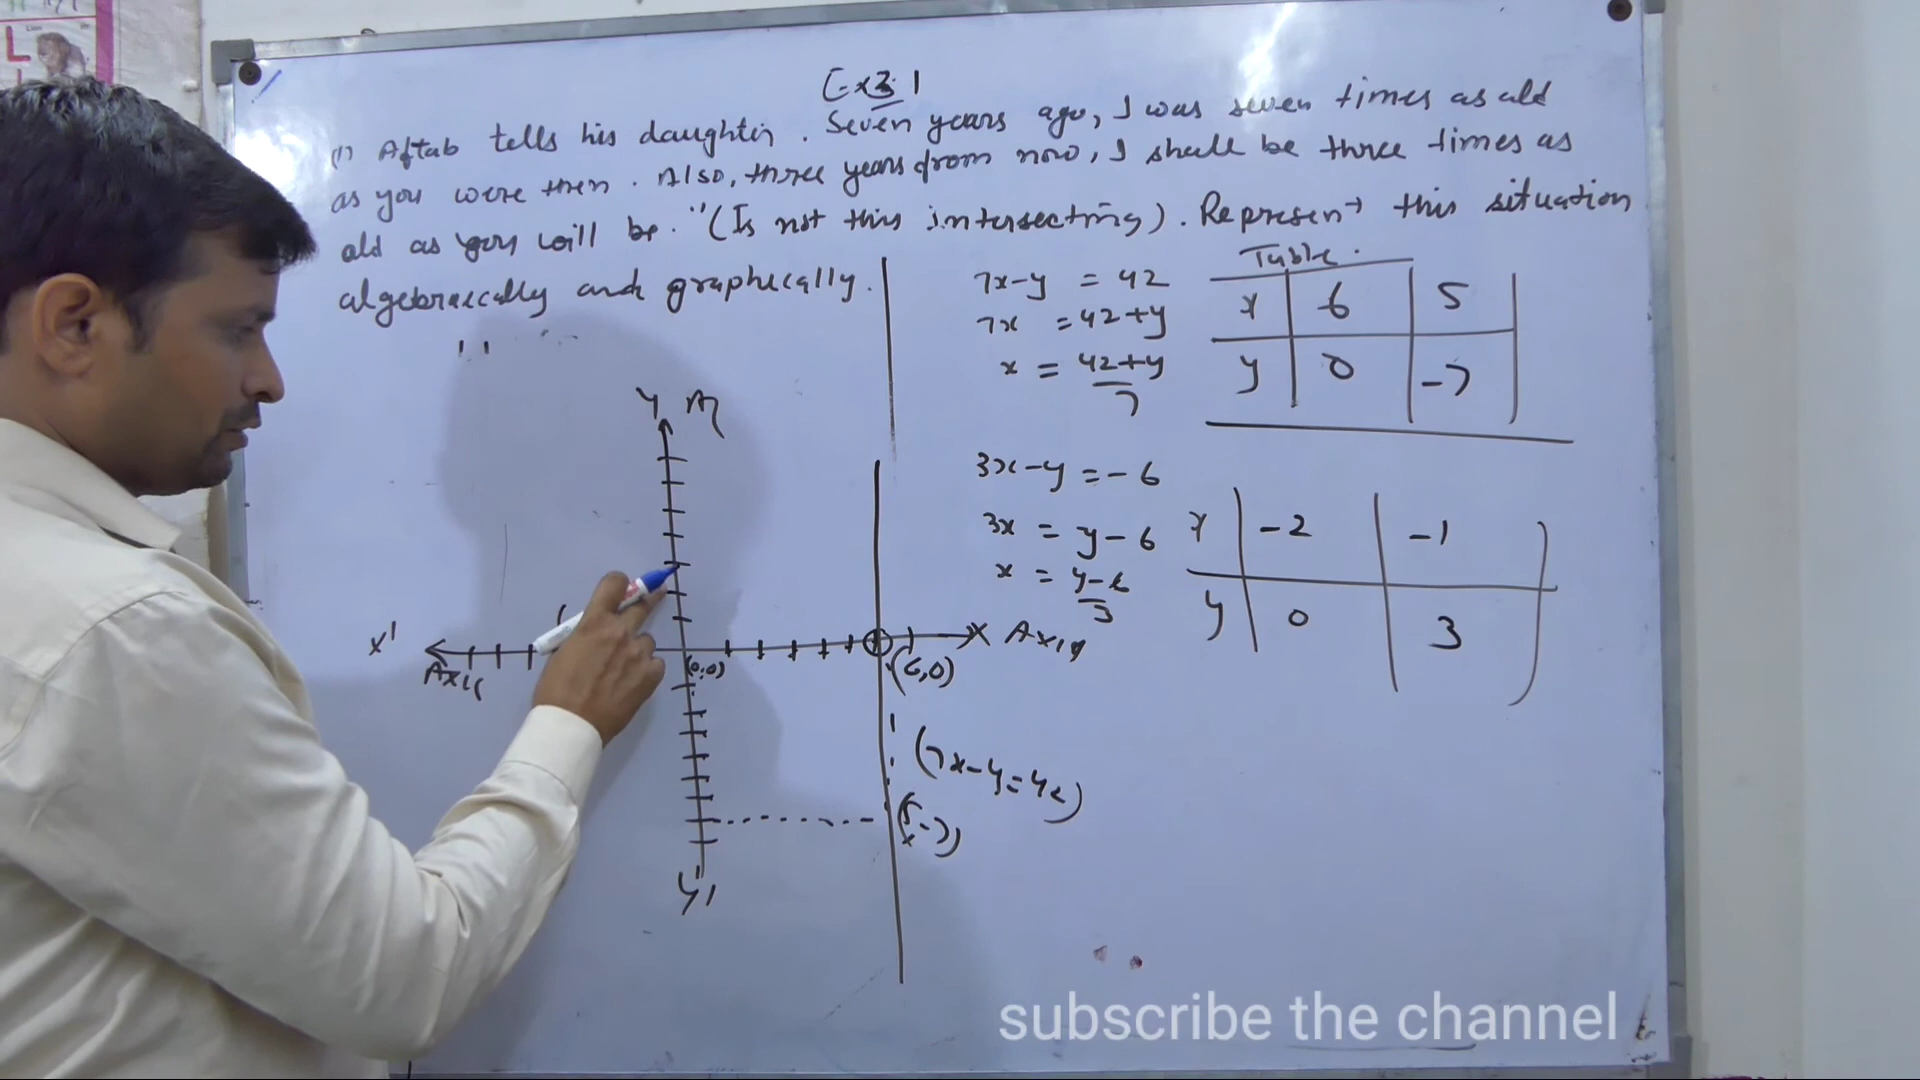 Ex 3.1
(1) Aftab tells his daughter. Seven years ago, I was seven times as old
as you were then. Also, three years from now, I shall be three times as
old as you will be." (Is not this intersecting). Represent this situation
algebraically and graphically.
7x-y = 42
7x = 42+y
x = 42+y
7
Table.
x 6 5
y 0 -7
3x-y = -6
3x = y-6
x = y-6
3
x -2 -1
y 0 3
y
x'
Axis
(0,0)
(6,0)
X Axis
(7x-y=42)
y'
subscribe the channel